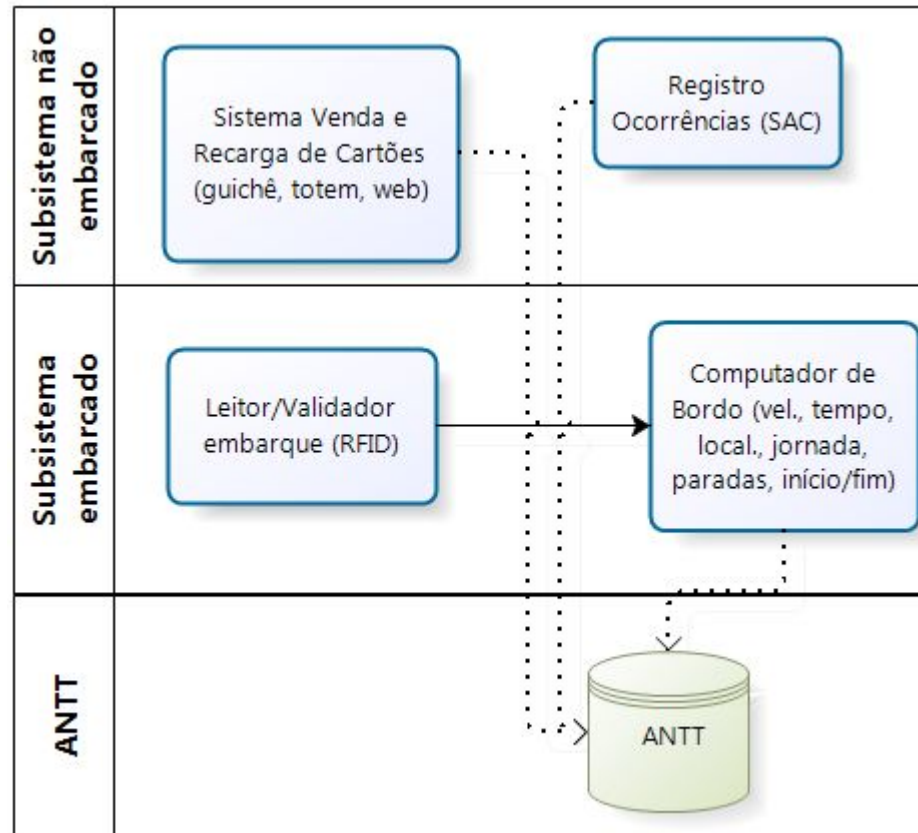 Subsistema não
embarcado
Sistema Venda e
Recarga de Cartões
(guichê, totem, web)
Registro
Ocorrências (SAC)
Subsistema
embarcado
Leitor/Validador
embarque (RFID)
Computador de
Bordo (vel., tempo,
local., jornada,
paradas, início/fim)
ANTT
ANTT